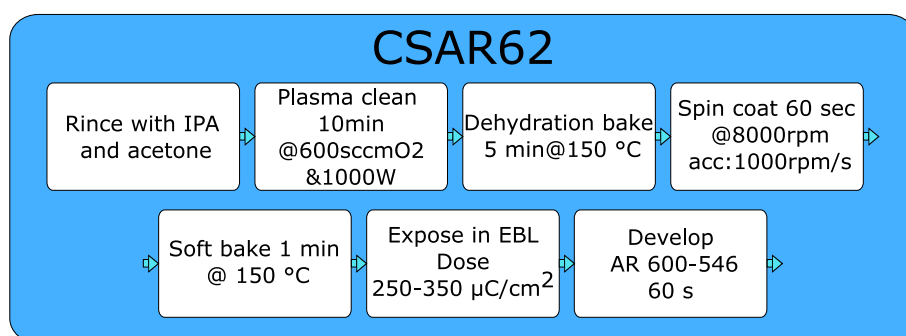 CSAR62
Rince with IPA
and acetone
Plasma clean
10min
@600sccmO2
&1000W
Dehydration bake
5 min@150 °C
Spin coat 60 sec
@8000rpm
acc:1000rpm/s
Soft bake 1 min
@ 150 °C
Expose in EBL
Dose
250-350 µC/cm²
Develop
AR 600-546
60 s